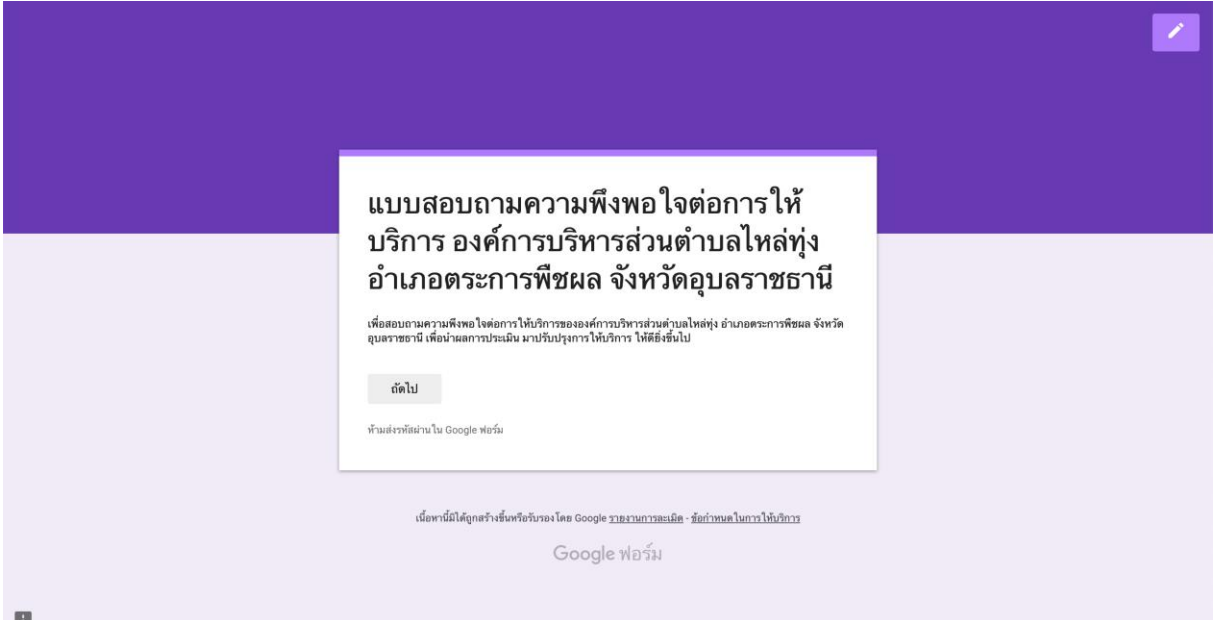 แบบสอบถามความพึงพอใจต่อการให้
บริการ องค์การบริหารส่วนตำบลไหล่ทุ่ง
อำเภอตระการพืชผล จังหวัดอุบลราชธานี
เพื่อสอบถามความพึงพอใจต่อการให้บริการขององค์การบริหารส่วนตำบลไหล่ทุ่ง อำเภอตระการพืชผล จังหวัด
อุบลราชธานี เพื่อนำผลการประเมิน มาปรับปรุงการให้บริการ ให้ดียิ่งขึ้นไป
ถัดไป
ห้ามส่งรหัสผ่านใน Google ฟอร์ม
เนื้อหานี้มิได้ถูกสร้างขึ้นหรือรับรองโดย Google รายงานการละเมิด - ข้อกำหนดในการให้บริการ
Google ฟอร์ม